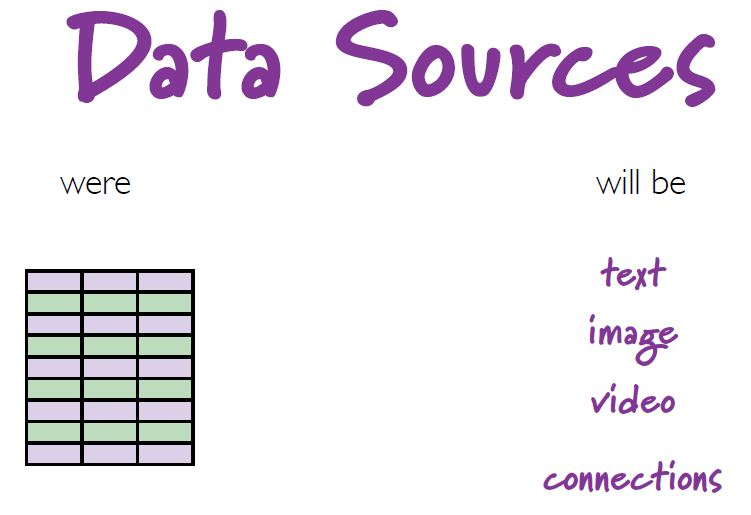 Data Sources
were
will be
text
image
video
connections